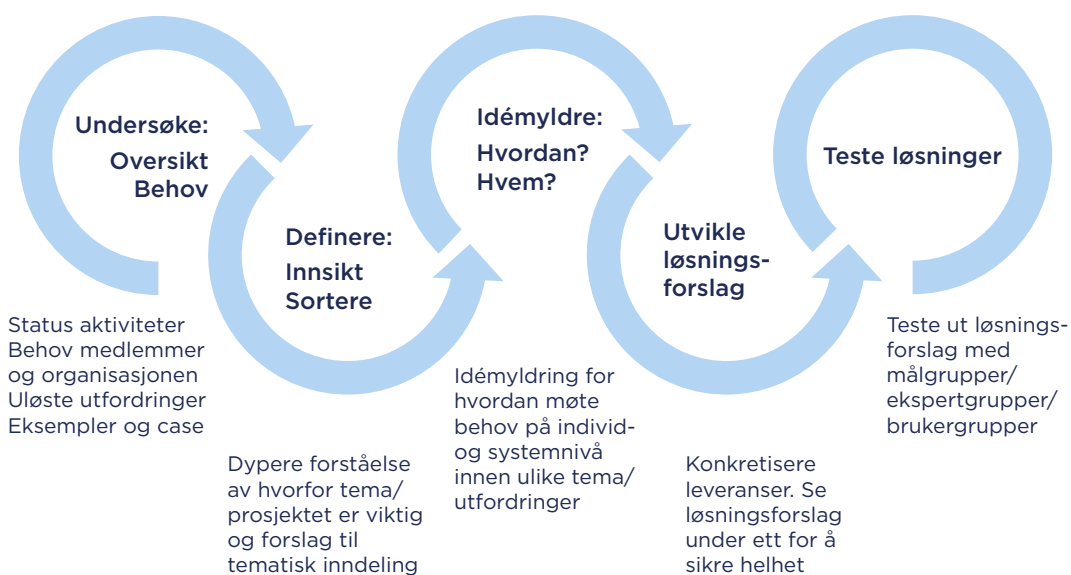 Undersøke:
Oversikt
Behov
Status aktiviteter
Behov medlemmer
og organisasjonen
Uløste utfordringer
Eksempler og case
Definere:
Innsikt
Sortere
Dypere forståelse
av hvorfor tema/
prosjektet er viktig
og forslag til
tematisk inndeling
Idémyldre:
Hvordan?
Hvem?
Idémyldring for
hvordan møte
behov på individ-
og systemnivå
innen ulike tema/
utfordringer
Utvikle
løsnings-
forslag
Konkretisere
leveranser. Se
løsningsforslag
under ett for å
sikre helhet
Teste løsninger
Teste ut løsnings-
forslag med
målgrupper/
ekspertgrupper/
brukergrupper